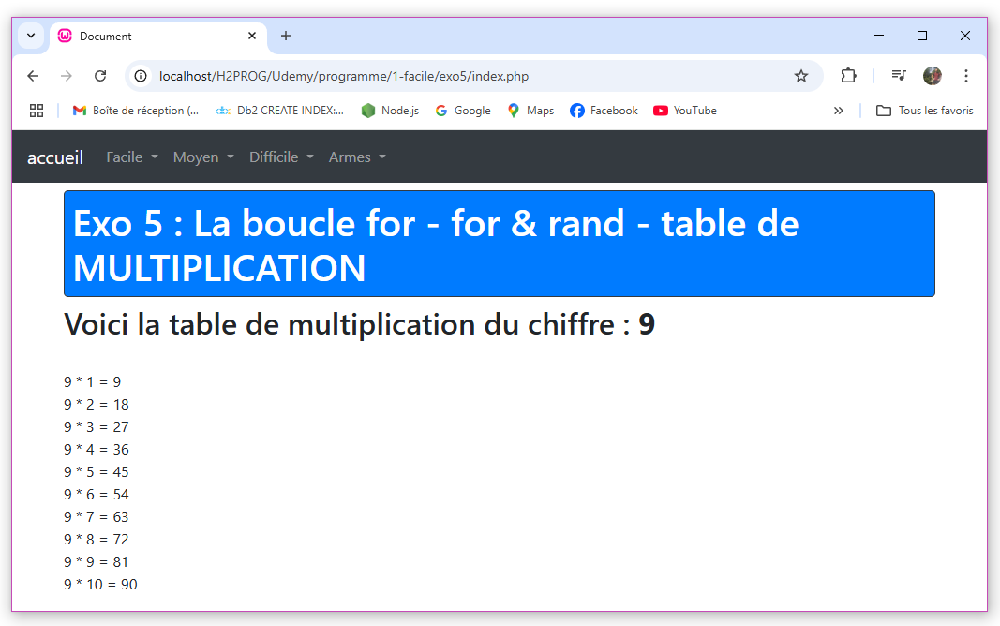 Document
localhost/H2PROG/Udemy/programme/1-facile/exo5/index.php
Boîte de réception (... Db2 CREATE INDEX:... Node.js Google Maps Facebook YouTube » Tous les favoris
accueil Facile Moyen Difficile Armes
Exo 5 : La boucle for - for & rand - table de
MULTIPLICATION
Voici la table de multiplication du chiffre : 9
9 * 1 = 9
9 * 2 = 18
9 * 3 = 27
9 * 4 = 36
9 * 5 = 45
9 * 6 = 54
9 * 7 = 63
9 * 8 = 72
9 * 9 = 81
9 * 10 = 90